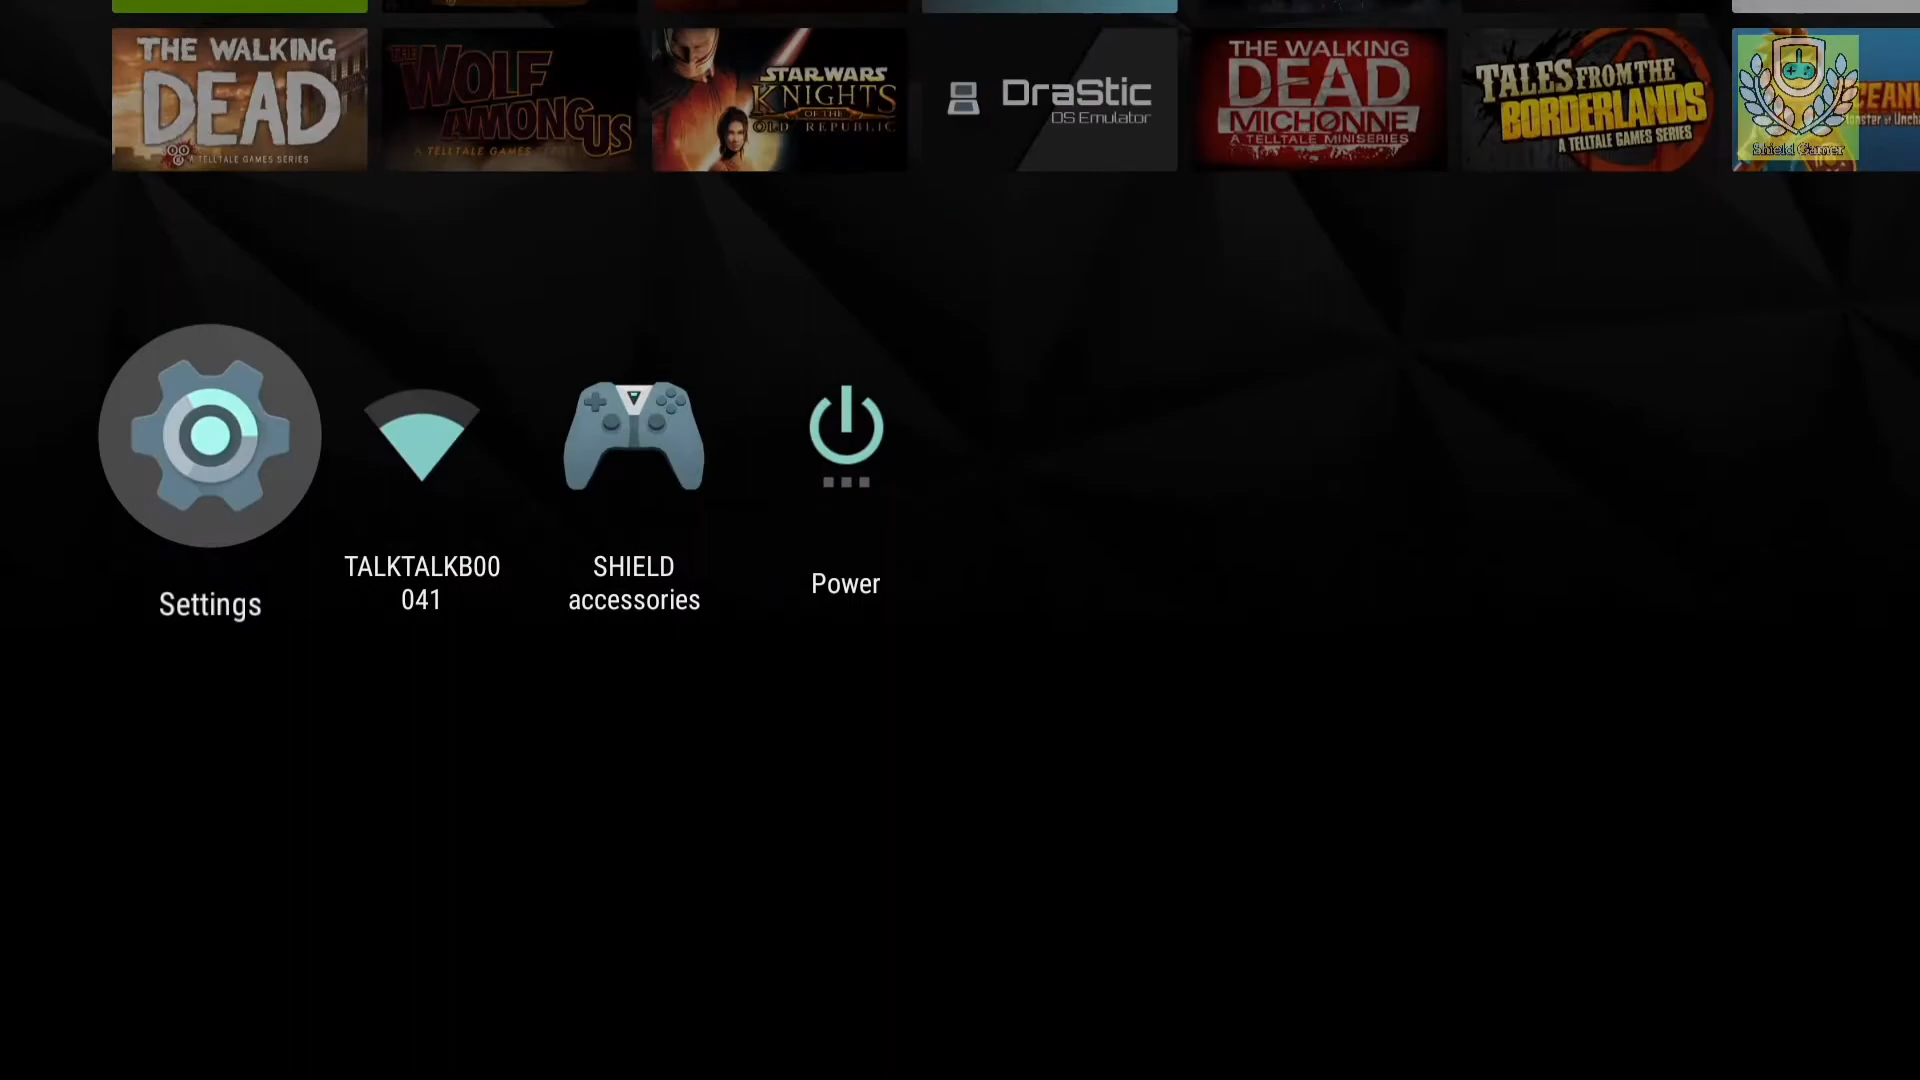 THE WALKING
DEAD
A TELLTALE GAMES SERIES
THE
WOLF
AMONG US
A TELLTALE GAMES
STAR WARS
KNIGHTS
OF THE
OLD REPUBLIC
DraStic
DS Emulator
THE WALKING
DEAD
MICHONNE
A TELLTALE MINISERIES
TALES FROM THE
BORDERLANDS
A TELLTALE GAMES SERIES
Shield Gamer
Settings
TALKTALKB00
041
SHIELD
accessories
Power